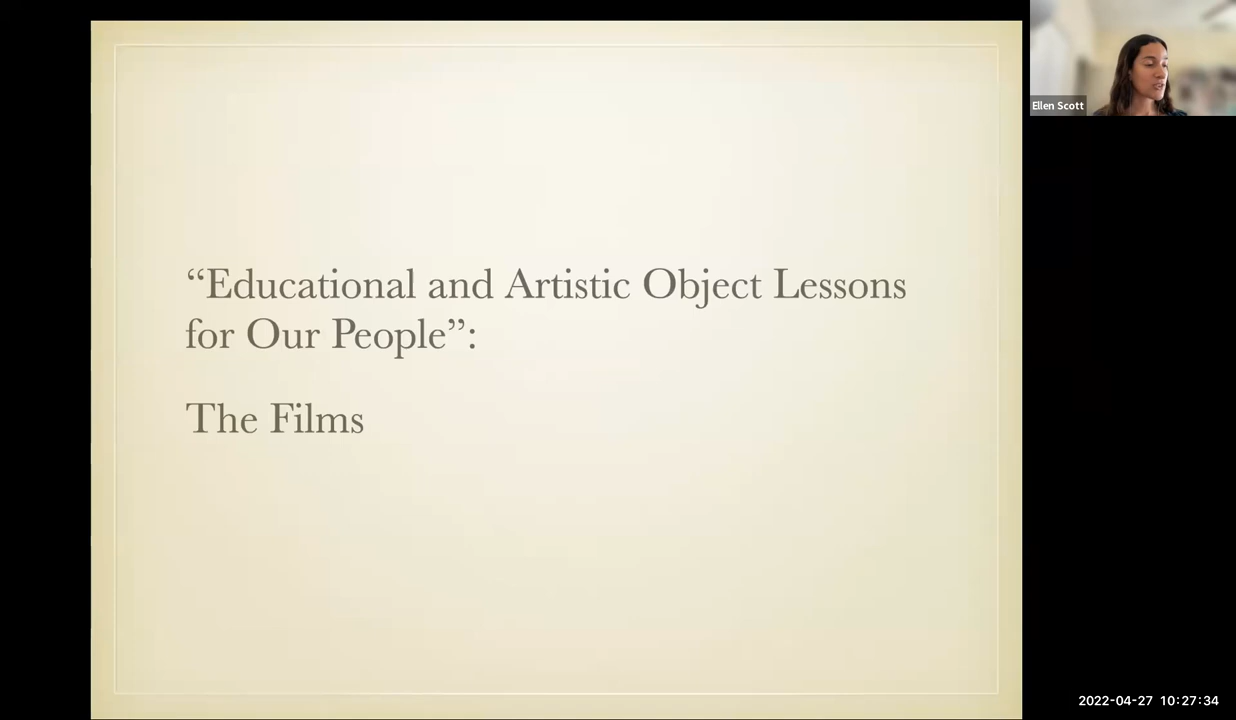 “Educational and Artistic Object Lessons
for Our People”:
The Films
Ellen Scott
2022-04-27 10:27:34